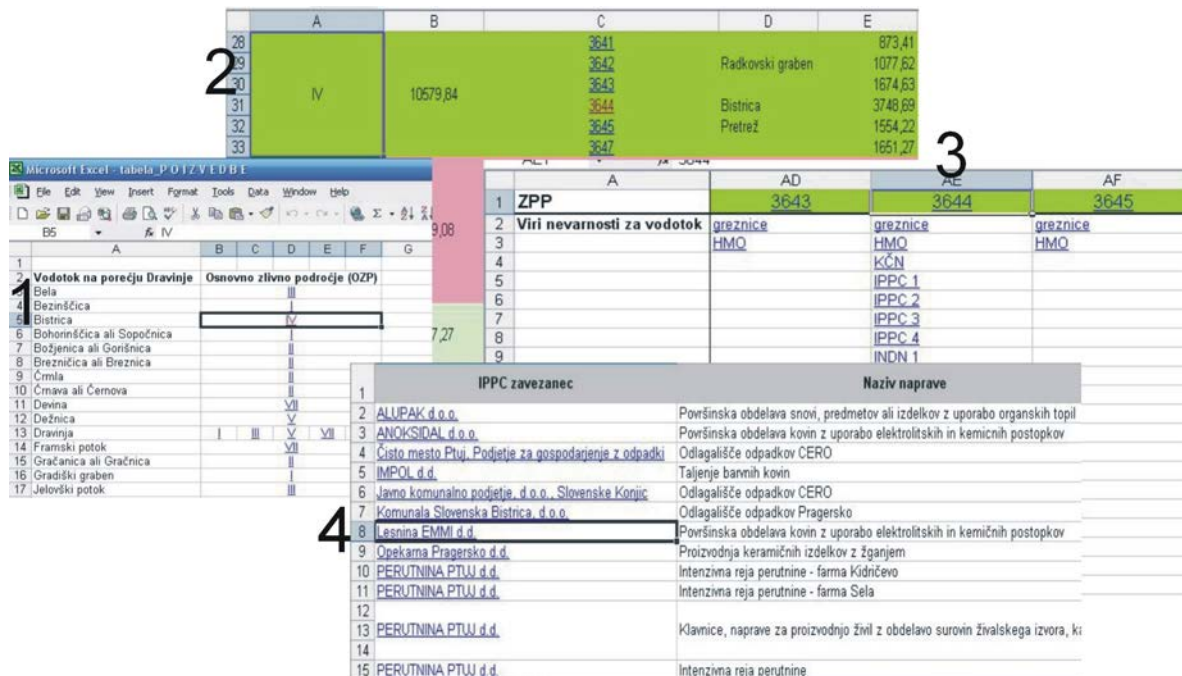 A B C D E
28 3641 873,41
29 3642 Radkovski graben 1077,62
30 3643 1674,63
31 IV 10579,84 3644 Bistrica 3748,69
32 3645 Pretrež 1554,22
33 3647 1651,27
2
Microsoft Excel - tabela_P O I Z V E D B E
File Edit View Insert Format Tools Data Window Help
B5 fx IV
A B C D E F G
1
2 Vodotok na porečju Dravinje Osnovno zlivno področje (OZP)
Bela III
4 Bezinščica I
5 Bistrica IV
6 Bohorinščica ali Sopočnica I
7 Božjenica ali Gorišnica II
8 Brezničica ali Breznica II
9 Črmla II
10 Črnava ali Černova II
11 Devina VII
12 Dežnica V
13 Dravinja I III V VII
14 Framski potok VII
15 Gračanica ali Gračnica II
16 Gradiški graben I
17 Jelovški potok III
1
9,08
7,27
3
A AD AE AF
1 ZPP 3643 3644 3645
2 Viri nevarnosti za vodotok greznice greznice greznice
3 HMO HMO HMO
4 KČN
5 IPPC 1
6 IPPC 2
7 IPPC 3
8 IPPC 4
9 INDN 1
4
1 IPPC zavezanec Naziv naprave
2 ALUPAK d.o.o. Površinska obdelava snovi, predmetov ali izdelkov z uporabo organskih topil
3 ANOKSIDAL d.o.o. Površinska obdelava kovin z uporabo elektrolitskih in kemicnih postopkov
4 Čisto mesto Ptuj, Podjetje za gospodarjenje z odpadki Odlagališče odpadkov CERO
5 IMPOL d.d. Taljenje barvnih kovin
6 Javno komunalno podjetje, d.o.o., Slovenske Konjic Odlagališče odpadkov CERO
7 Komunala Slovenska Bistrica, d.o.o. Odlagališče odpadkov Pragersko
8 Lesnina EMMI d.d. Površinska obdelava kovin z uporabo elektrolitskih in kemičnih postopkov
9 Opekarna Pragersko d.d. Proizvodnja keramičnih izdelkov z žganjem
10 PERUTNINA PTUJ d.d. Intenzivna reja perutnine - farma Kidričevo
11 PERUTNINA PTUJ d.d. Intenzivna reja perutnine - farma Sela
12
13 PERUTNINA PTUJ d.d. Klavnice, naprave za proizvodnjo živil z obdelavo surovin živalskega izvora, ka
14
15 PERUTNINA PTUJ d.d. Intenzivna reja perutnine